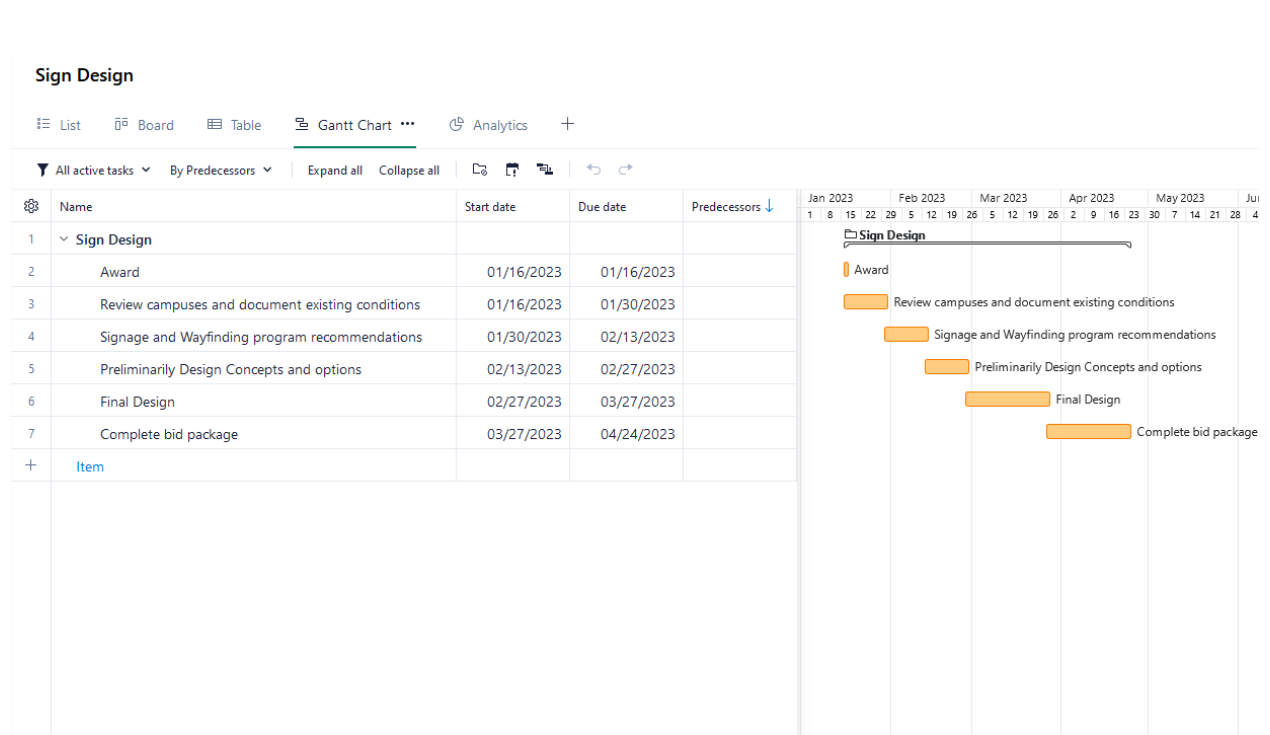 Sign Design
List Board Table Gantt Chart ••• Analytics +
All active tasks By Predecessors Expand all Collapse all
Name Start date Due date Predecessors ↓ Jan 2023 Feb 2023 Mar 2023 Apr 2023 May 2023 Ju
1 8 15 22 29 5 12 19 26 5 12 19 26 2 9 16 23 30 7 14 21 28 4
1 Sign Design Sign Design
2 Award 01/16/2023 01/16/2023 Award
3 Review campuses and document existing conditions 01/16/2023 01/30/2023 Review campuses and document existing conditions
4 Signage and Wayfinding program recommendations 01/30/2023 02/13/2023 Signage and Wayfinding program recommendations
5 Preliminarily Design Concepts and options 02/13/2023 02/27/2023 Preliminarily Design Concepts and options
6 Final Design 02/27/2023 03/27/2023 Final Design
7 Complete bid package 03/27/2023 04/24/2023 Complete bid package
+ Item